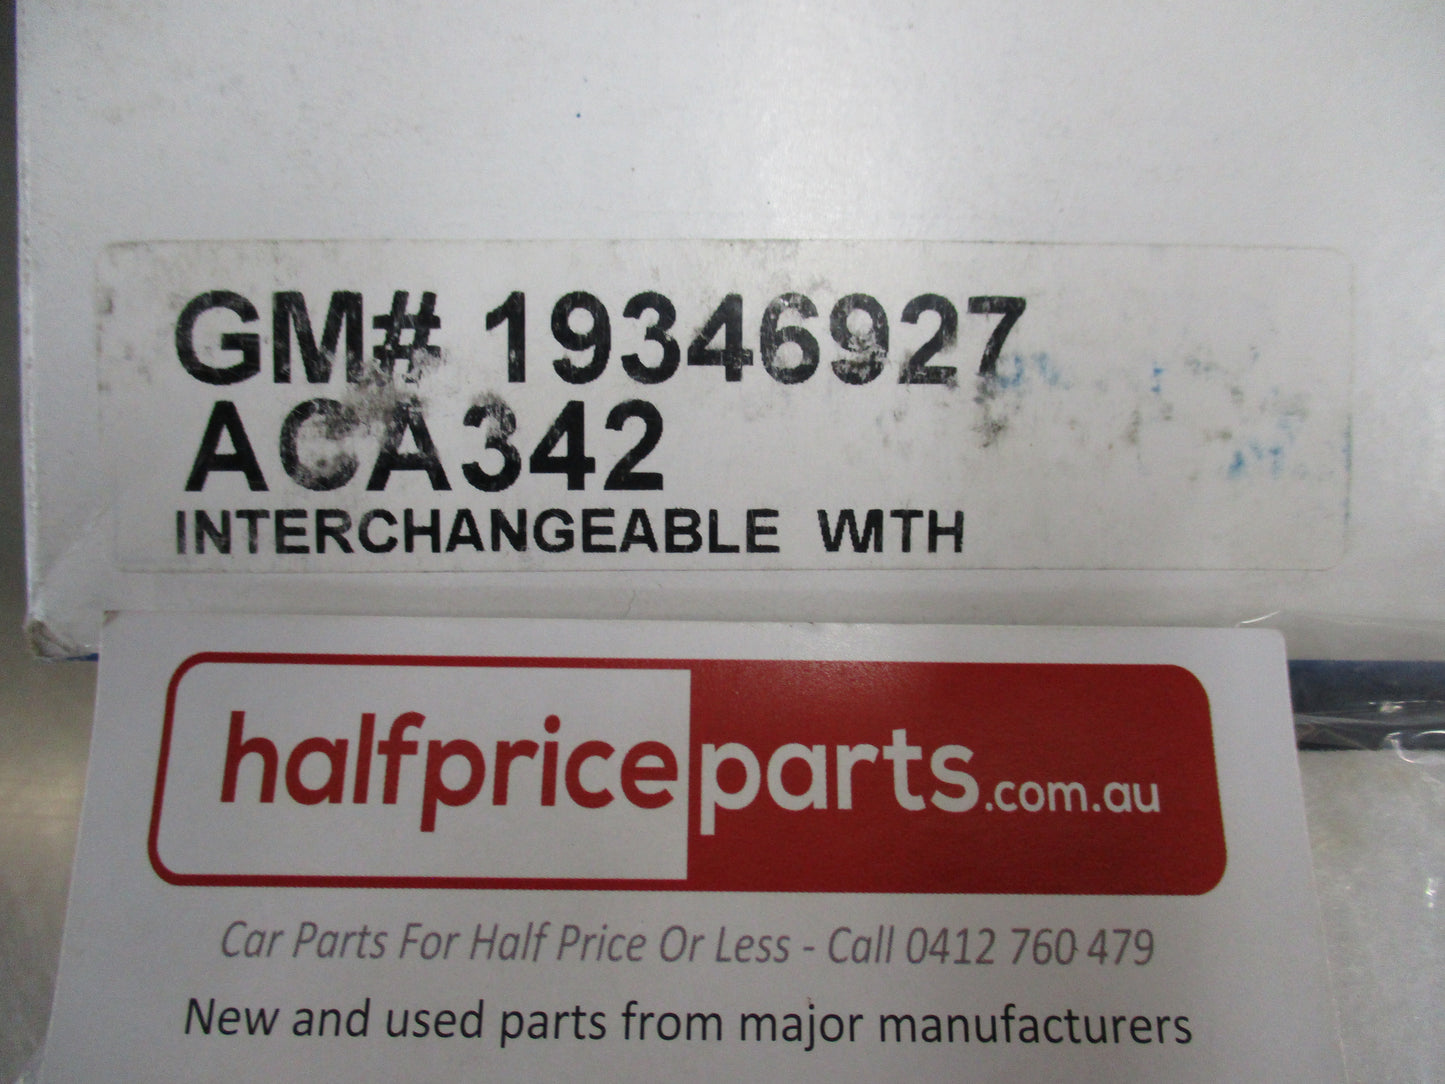 GM# 19346927
ACA342
INTERCHANGEABLE WITH
halfpriceparts.com.au
Car Parts For Half Price Or Less - Call 0412 760 479
New and used parts from major manufacturers